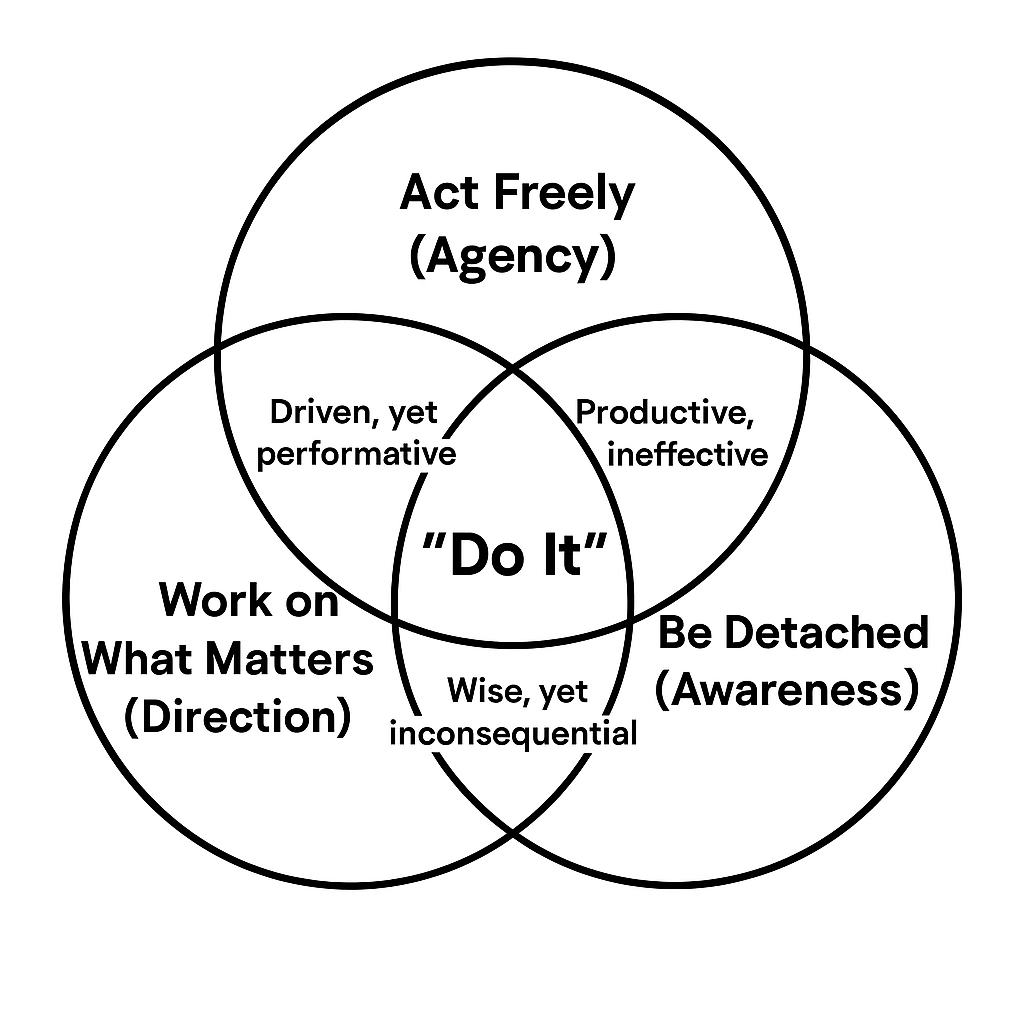 Act Freely
(Agency)
Driven, yet
performative
Productive,
ineffective
"Do It"
Work on
What Matters
(Direction)
Be Detached
(Awareness)
Wise, yet
inconsequential